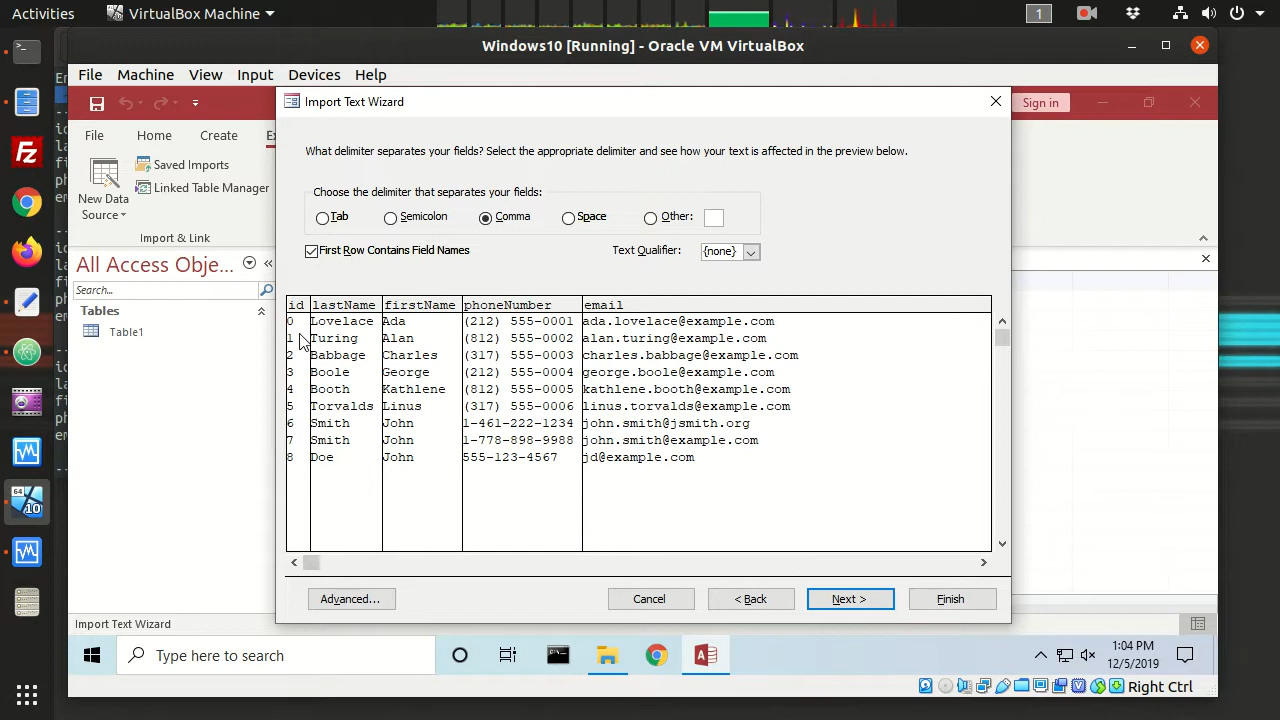 Activities VirtualBox Machine 1
Windows10 [Running] - Oracle VM VirtualBox
File Machine View Input Devices Help
Import Text Wizard
Sign in
File Home Create
Saved Imports
New Data Source
Linked Table Manager
Import & Link
All Access Obje...
Search...
Tables
Table1
What delimiter separates your fields? Select the appropriate delimiter and see how your text is affected in the preview below.
Choose the delimiter that separates your fields:
Tab Semicolon Comma Space Other:
First Row Contains Field Names Text Qualifier: {none}
id lastName firstName phoneNumber email
0 Lovelace Ada (212) 555-0001 ada.lovelace@example.com
1 Turing Alan (812) 555-0002 alan.turing@example.com
2 Babbage Charles (317) 555-0003 charles.babbage@example.com
3 Boole George (212) 555-0004 george.boole@example.com
4 Booth Kathlene (812) 555-0005 kathlene.booth@example.com
5 Torvalds Linus (317) 555-0006 linus.torvalds@example.com
6 Smith John 1-461-222-1234 john.smith@jsmith.org
7 Smith John 1-778-898-9988 john.smith@example.com
8 Doe John 555-123-4567 jd@example.com
Advanced... Cancel < Back Next > Finish
Import Text Wizard
Type here to search
1:04 PM
12/5/2019
Right Ctrl